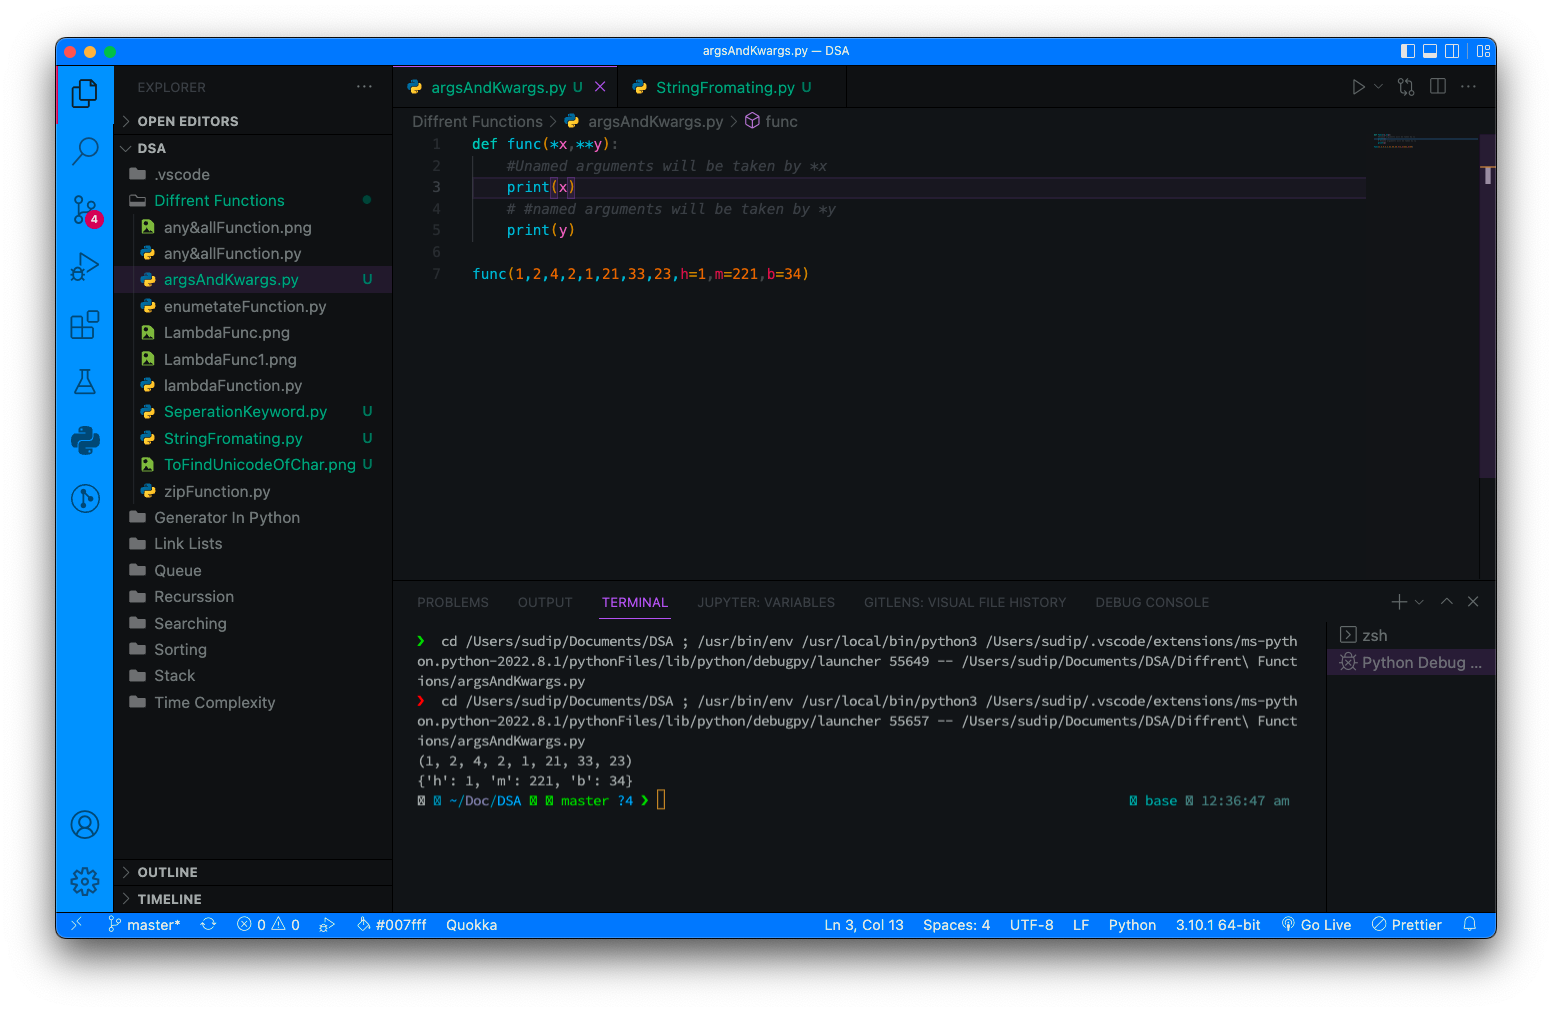 argsAndKwargs.py — DSA
EXPLORER
OPEN EDITORS
DSA
.vscode
Diffrent Functions
any&allFunction.png
any&allFunction.py
argsAndKwargs.py U
enumetateFunction.py
LambdaFunc.png
LambdaFunc1.png
lambdaFunction.py
SeperationKeyword.py U
StringFromating.py U
ToFindUnicodeOfChar.png U
zipFunction.py
Generator In Python
Link Lists
Queue
Recurssion
Searching
Sorting
Stack
Time Complexity
OUTLINE
TIMELINE
4
argsAndKwargs.py U
StringFromating.py U
Diffrent Functions > argsAndKwargs.py > func
1 def func(*x,**y):
2 #Unamed arguments will be taken by *x
3 print(x)
4 # #named arguments will be taken by *y
5 print(y)
6
7 func(1,2,4,2,1,21,33,23,h=1,m=221,b=34)
PROBLEMS OUTPUT TERMINAL JUPYTER: VARIABLES GITLENS: VISUAL FILE HISTORY DEBUG CONSOLE
❯ cd /Users/sudip/Documents/DSA ; /usr/bin/env /usr/local/bin/python3 /Users/sudip/.vscode/extensions/ms-pyth
on.python-2022.8.1/pythonFiles/lib/python/debugpy/launcher 55649 -- /Users/sudip/Documents/DSA/Diffrent\ Funct
ions/argsAndKwargs.py
❯ cd /Users/sudip/Documents/DSA ; /usr/bin/env /usr/local/bin/python3 /Users/sudip/.vscode/extensions/ms-pyth
on.python-2022.8.1/pythonFiles/lib/python/debugpy/launcher 55657 -- /Users/sudip/Documents/DSA/Diffrent\ Funct
ions/argsAndKwargs.py
(1, 2, 4, 2, 1, 21, 33, 23)
{'h': 1, 'm': 221, 'b': 34}
~/Doc/DSA master ?4 ❯ base 12:36:47 am
zsh
Python Debug ...
master* 0 0 #007fff Quokka Ln 3, Col 13 Spaces: 4 UTF-8 LF Python 3.10.1 64-bit Go Live Prettier